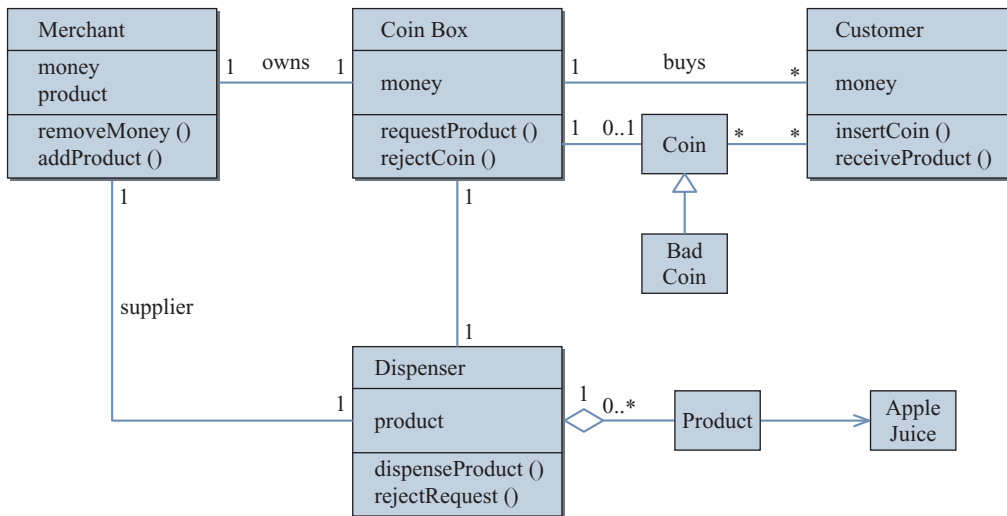 Merchant
money
product
removeMoney ()
addProduct ()
1
owns
1
Coin Box
money
requestProduct ()
rejectCoin ()
1
buys
*
1
0..1
Coin
*
*
Customer
money
insertCoin ()
receiveProduct ()
Bad
Coin
1
supplier
1
1
1
Dispenser
product
dispenseProduct ()
rejectRequest ()
1
0..*
Product
Apple
Juice